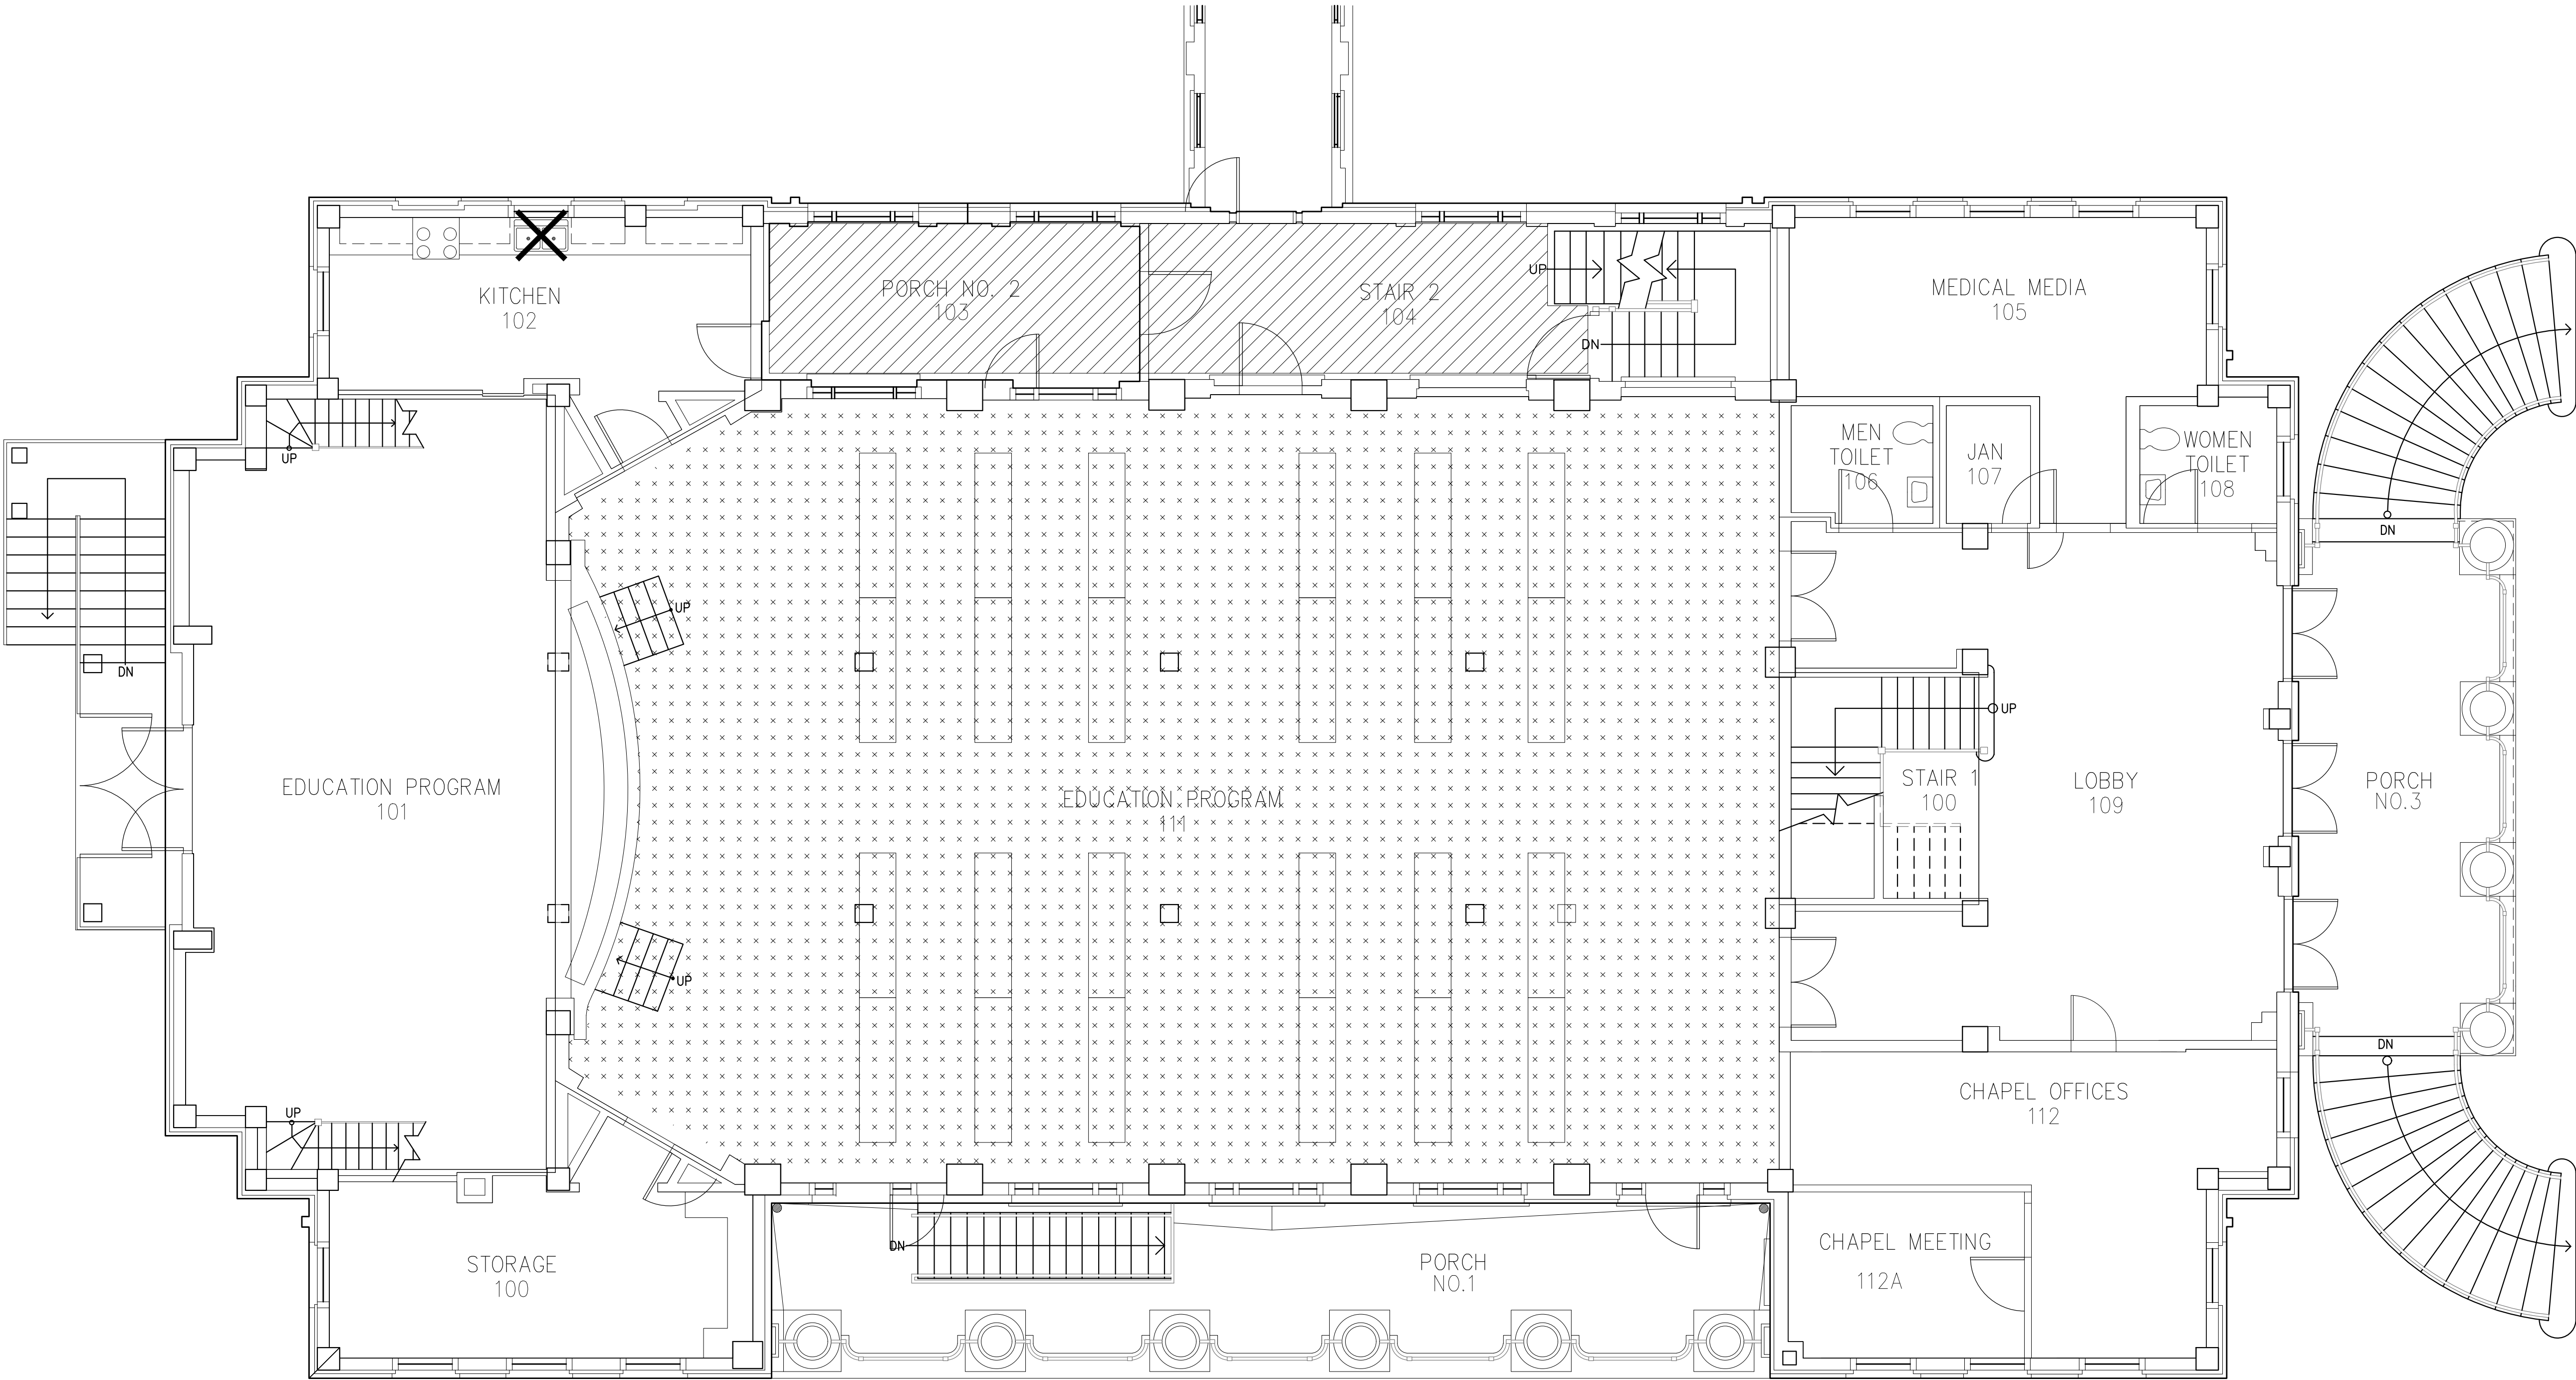 KITCHEN
102
PORCH NO. 2
103
STAIR 2
104
UP
DN
MEDICAL MEDIA
105
MEN
TOILET
106
JAN
107
WOMEN
TOILET
108
UP
DN
DN
UP
UP
EDUCATION PROGRAM
101
EDUCATION PROGRAM
111
STAIR 1
100
LOBBY
109
PORCH
NO.3
UP
UP
DN
CHAPEL OFFICES
112
DN
STORAGE
100
PORCH
NO.1
CHAPEL MEETING
112A